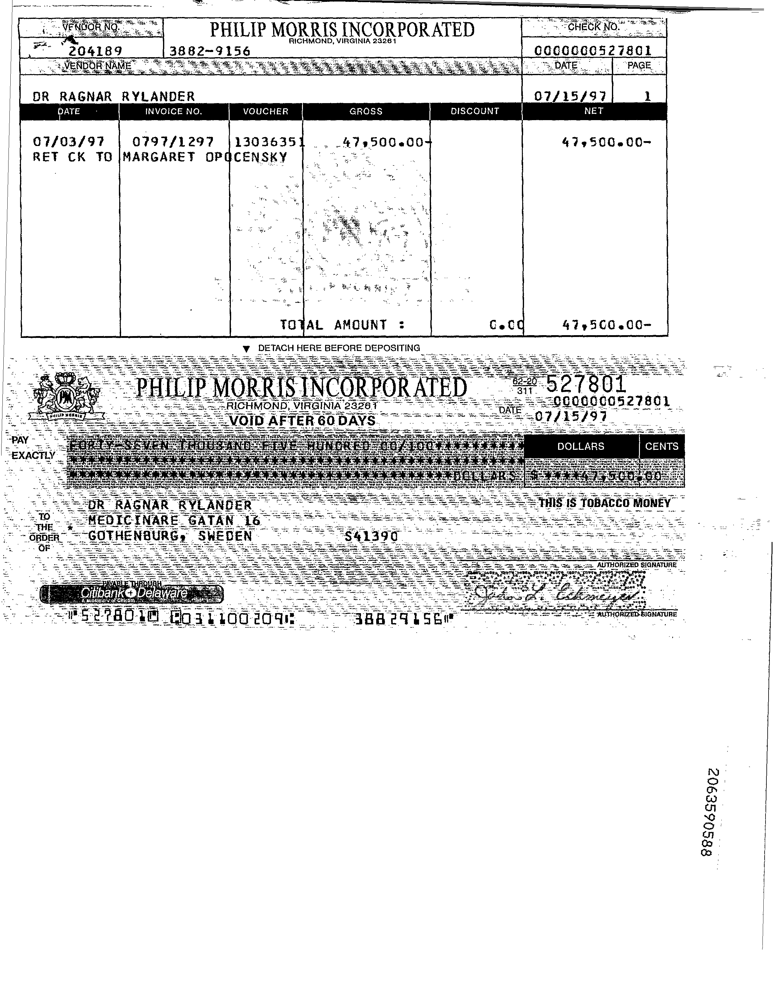 VENDOR NO. PHILIP MORRIS INCORPORATED CHECK NO.
RICHMOND, VIRGINIA 23261
204189 3882-9156 0000000527801
VENDOR NAME DATE PAGE
DR RAGNAR RYLANDER 07/15/97 1
DATE INVOICE NO. VOUCHER GROSS DISCOUNT NET
07/03/97 0797/1297 13036351 47,500.00- 47,500.00-
RET CK TO MARGARET OPOCENSKY
TOTAL AMOUNT : 0.00 47,500.00-
▼ DETACH HERE BEFORE DEPOSITING
PHILIP MORRIS INCORPORATED 62-20 527801
311
0000000527801
RICHMOND, VIRGINIA 23261
DATE 07/15/97
VOID AFTER 60 DAYS
PAY
EXACTLY
FORTY-SEVEN THOUSAND FIVE HUNDRED 00/100********** DOLLARS CENTS
DOLLARS $ ****47,500.00
DR RAGNAR RYLANDER THIS IS TOBACCO MONEY
TO
THE
ORDER
OF
MEDICINARE GATAN 16
GOTHENBURG, SWEDEN S41390
AUTHORIZED SIGNATURE
PAYABLE THROUGH
Citibank Delaware
John L.
AUTHORIZED SIGNATURE
⑈527801⑈ ⑆031100209⑆ 38829156⑈
2063590588